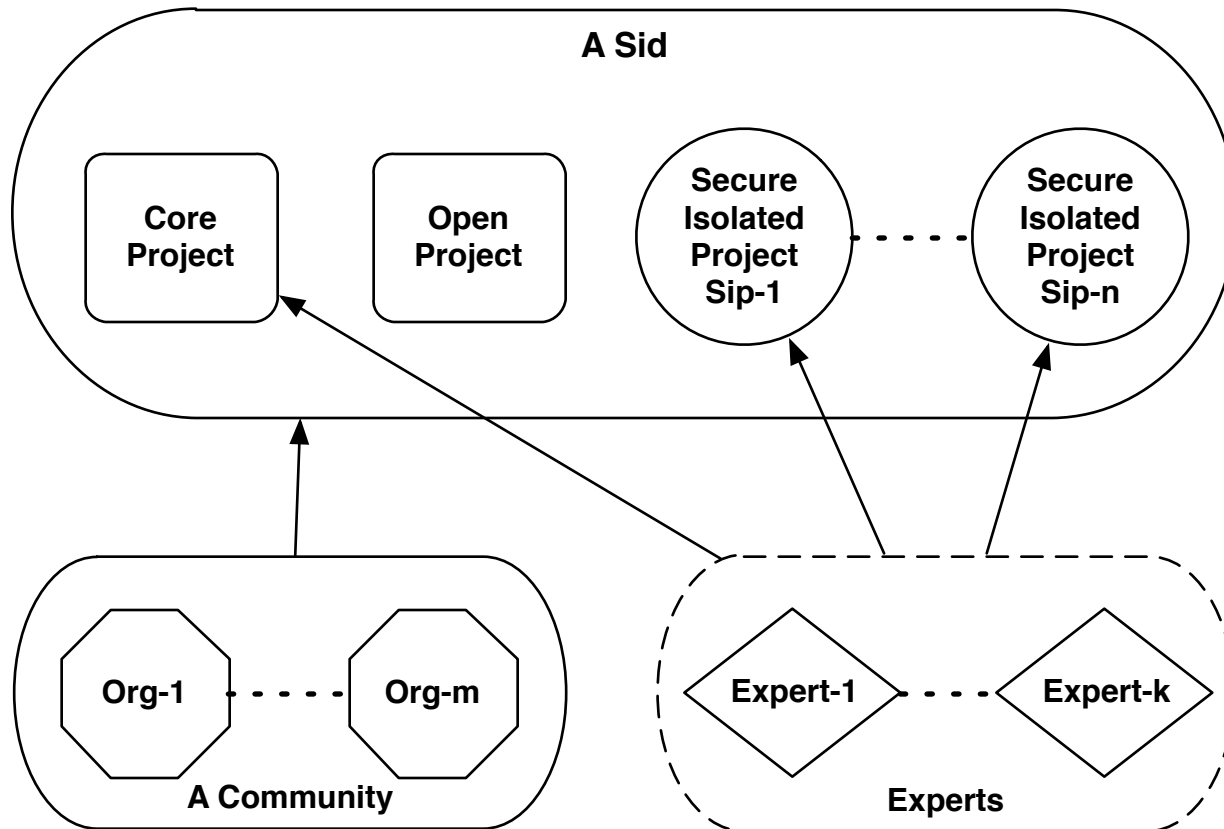 A Sid
Core
Project
Open
Project
Secure
Isolated
Project
Sip-1
Secure
Isolated
Project
Sip-n
Org-1
Org-m
A Community
Expert-1
Expert-k
Experts